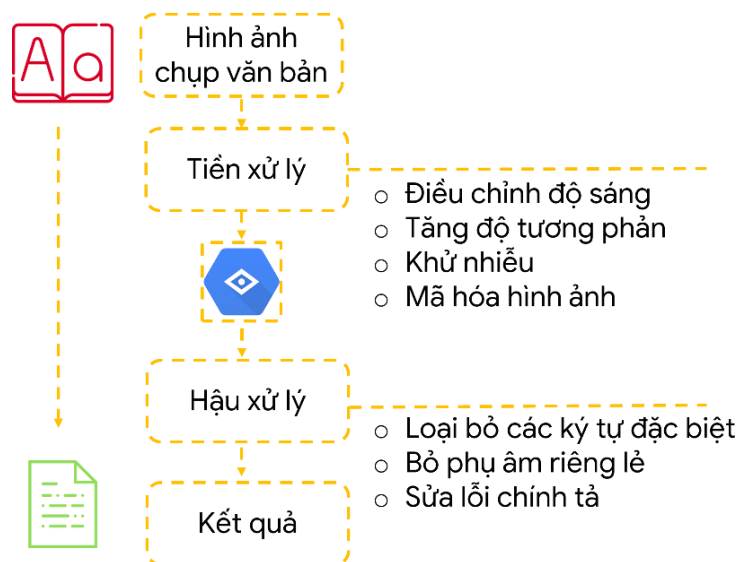 Aa
Hình ảnh
chụp văn bản
Tiền xử lý
Điều chỉnh độ sáng
Tăng độ tương phản
Khử nhiễu
Mã hóa hình ảnh
Hậu xử lý
Loại bỏ các ký tự đặc biệt
Bỏ phụ âm riêng lẻ
Sửa lỗi chính tả
Kết quả